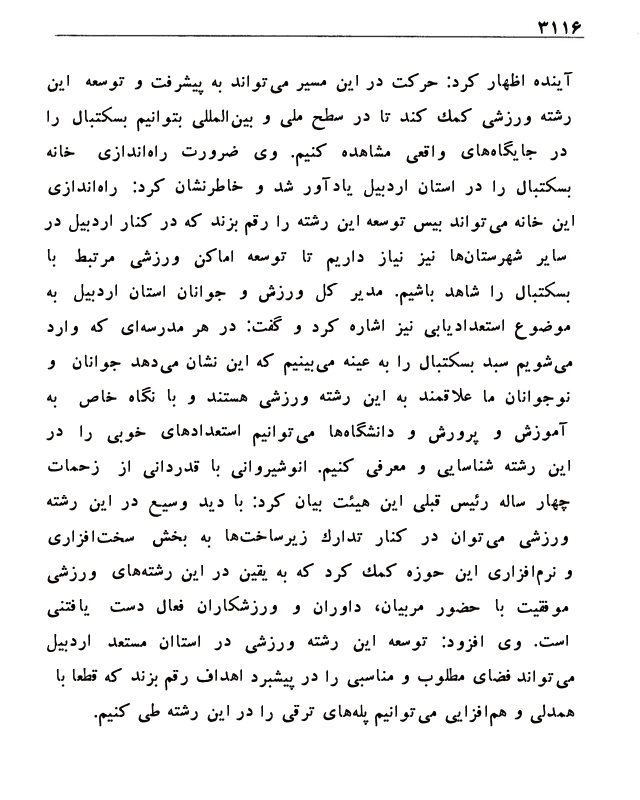 ۳۱۱۶
آینده اظهار کرد: حرکت در این مسیر می‌تواند به پیشرفت و توسعه این
رشته ورزشی کمك کند تا در سطح ملی و بین‌المللی بتوانیم بسکتبال را
در جایگاه‌های واقعی مشاهده کنیم. وی ضرورت راه‌اندازی خانه
بسکتبال را در استان اردبیل یادآور شد و خاطرنشان کرد: راه‌اندازی
این خانه می‌تواند بیس توسعه این رشته را رقم بزند که در کنار اردبیل در
سایر شهرستان‌ها نیز نیاز داریم تا توسعه اماکن ورزشی مرتبط با
بسکتبال را شاهد باشیم. مدیر کل ورزش و جوانان استان اردبیل به
موضوع استعدادیابی نیز اشاره کرد و گفت: در هر مدرسه‌ای که وارد
می‌شویم سبد بسکتبال را به عینه می‌بینیم که این نشان می‌دهد جوانان و
نوجوانان ما علاقمند به این رشته ورزشی هستند و با نگاه خاص به
آموزش و پرورش و دانشگاه‌ها می‌توانیم استعدادهای خوبی را در
این رشته شناسایی و معرفی کنیم. انوشیروانی با قدردانی از زحمات
چهار ساله رئیس قبلی این هیئت بیان کرد: با دید وسیع در این رشته
ورزشی می‌توان در کنار تدارك زیرساخت‌ها به بخش سخت‌افزاری
و نرم‌افزاری این حوزه کمك کرد که به یقین در این رشته‌های ورزشی
موفقیت با حضور مربیان، داوران و ورزشکاران فعال دست یافتنی
است. وی افزود: توسعه این رشته ورزشی در استاان مستعد اردبیل
می‌تواند فضای مطلوب و مناسبی را در پیشبرد اهداف رقم بزند که قطعا با
همدلی و هم‌افزایی می‌توانیم پله‌های ترقی را در این رشته طی کنیم.